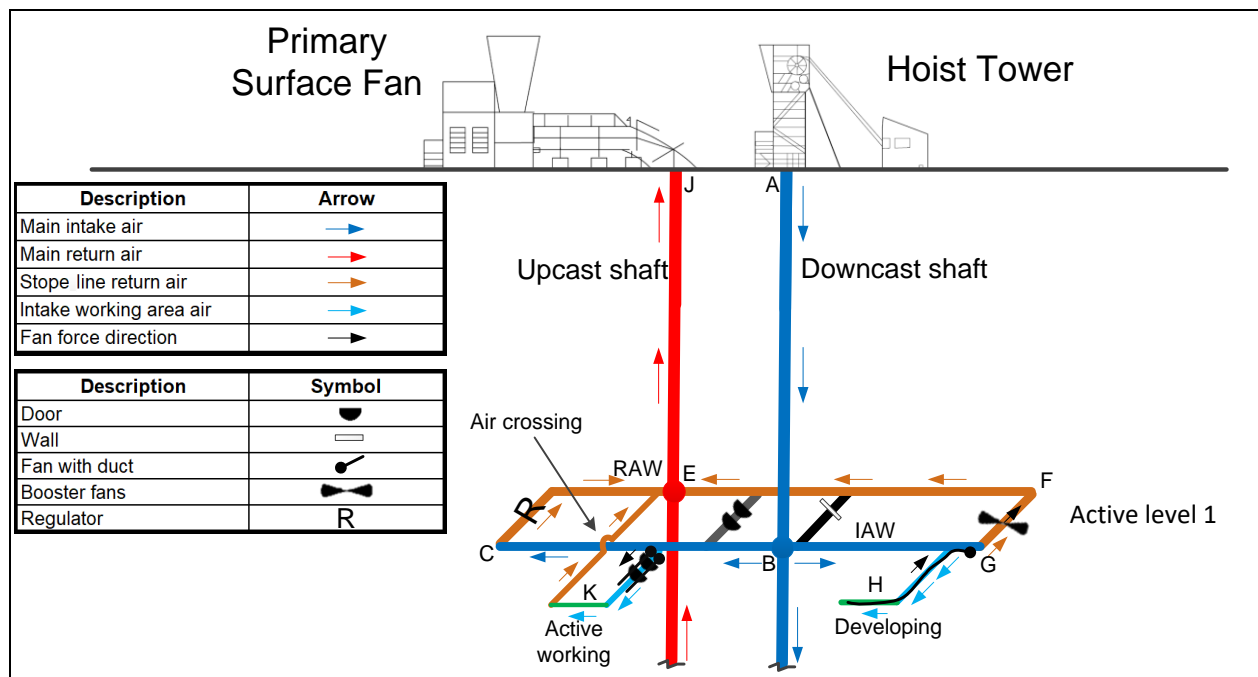 Primary
Surface Fan
Hoist Tower
J
A
Description Arrow
Main intake air
Main return air
Stope line return air
Intake working area air
Fan force direction
Upcast shaft
Downcast shaft
Description Symbol
Door
Wall
Fan with duct
Booster fans
Regulator R
Air crossing
RAW
E
F
R
IAW
Active level 1
C
B
G
K
H
Active
working
Developing